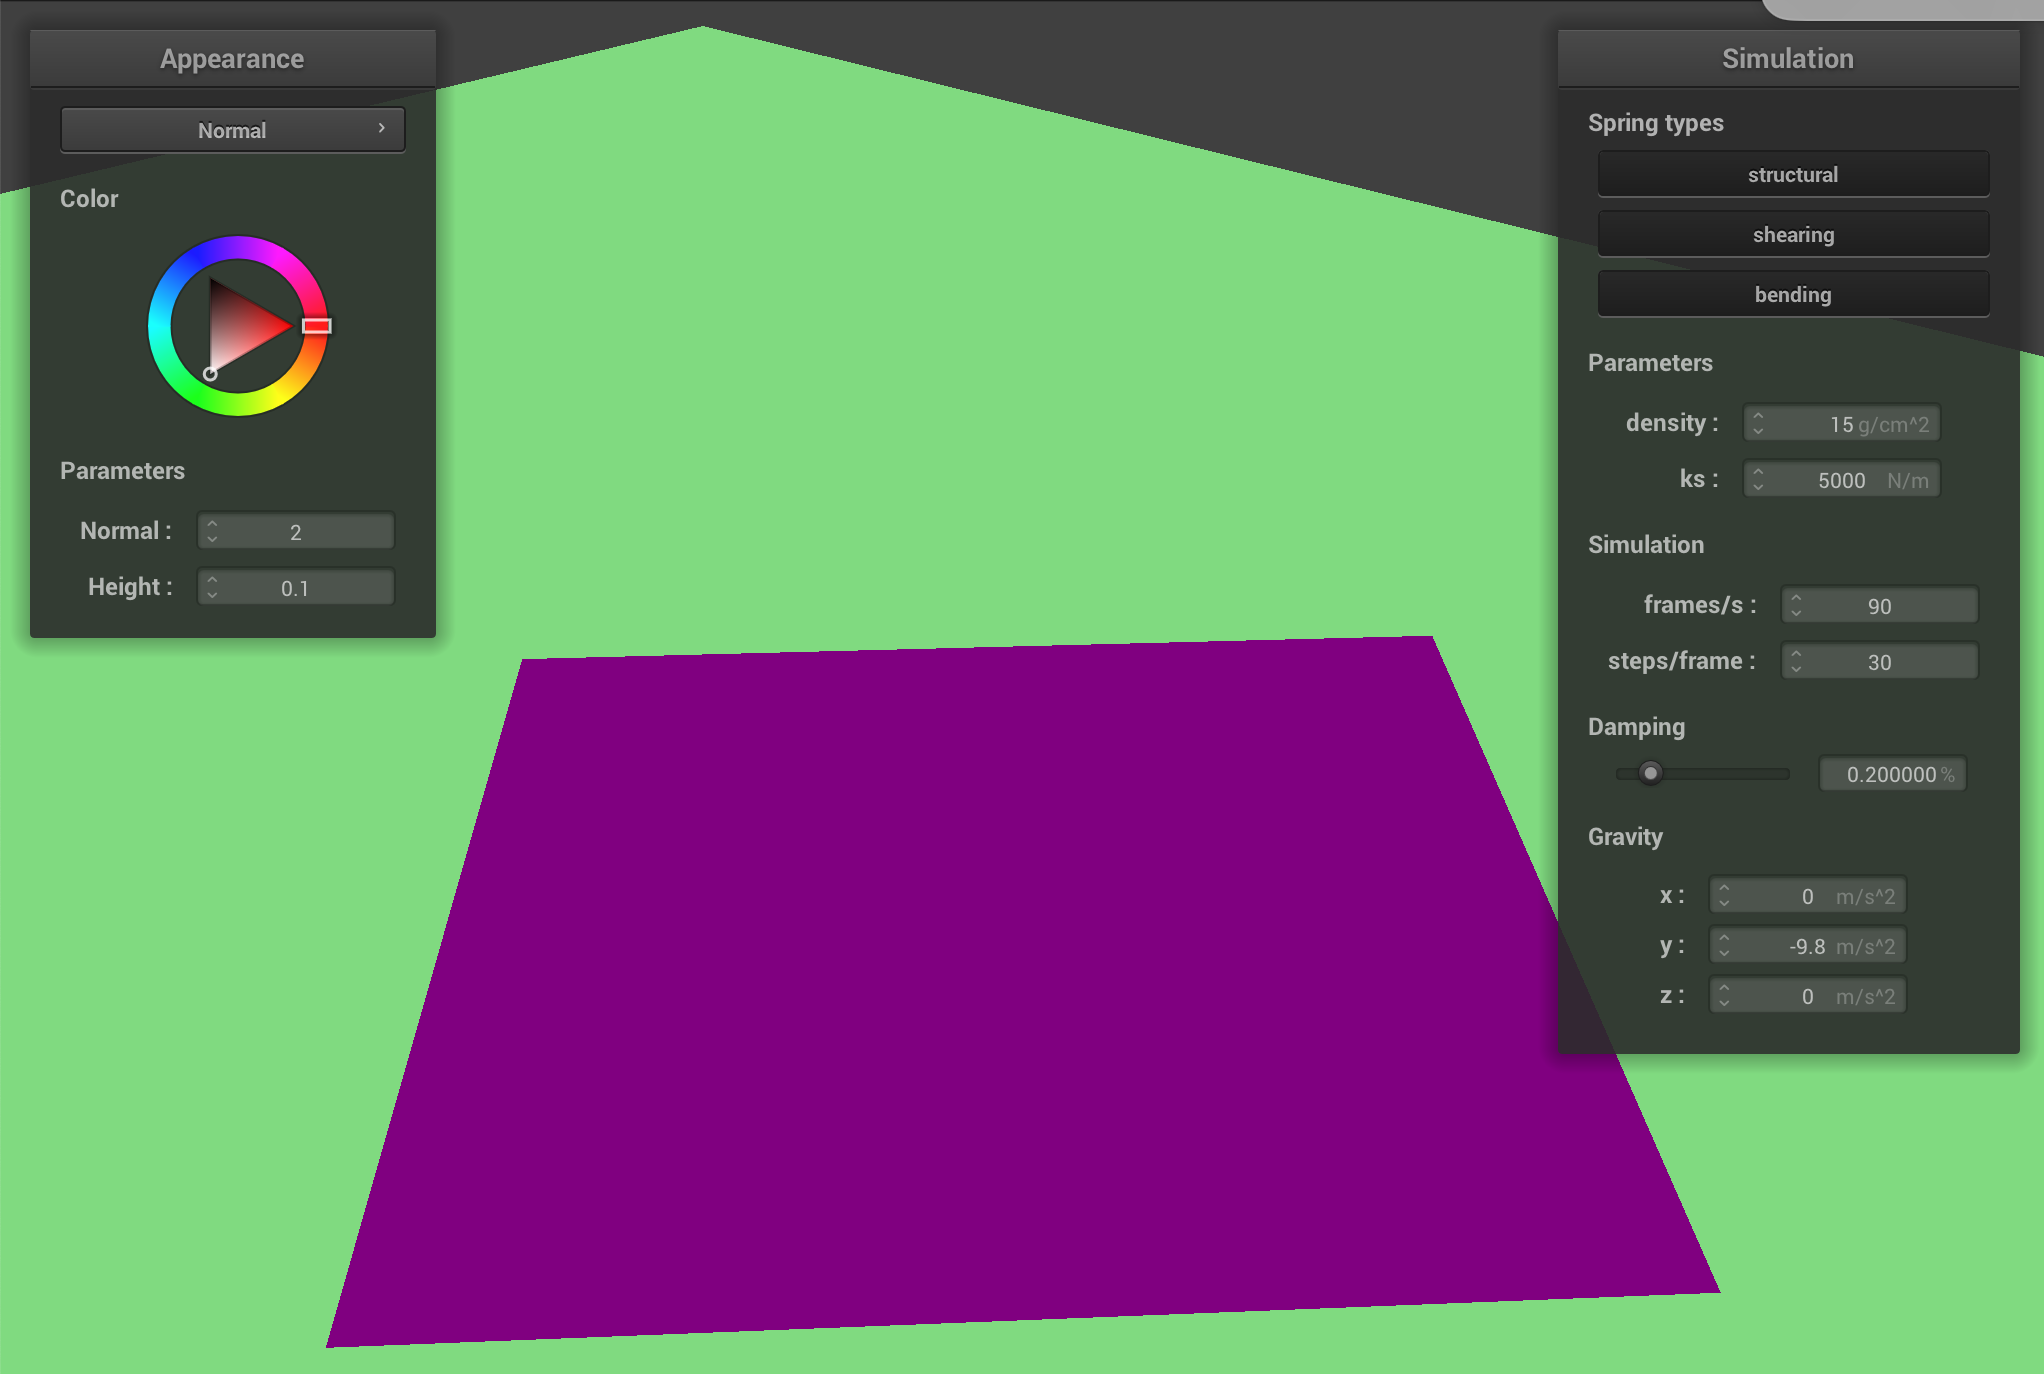 Appearance
Normal
Color
Parameters
Normal : 2
Height : 0.1
Simulation
Spring types
structural
shearing
bending
Parameters
density : 15 g/cm^2
ks : 5000 N/m
Simulation
frames/s : 90
steps/frame : 30
Damping
0.200000 %
Gravity
x : 0 m/s^2
y : -9.8 m/s^2
z : 0 m/s^2